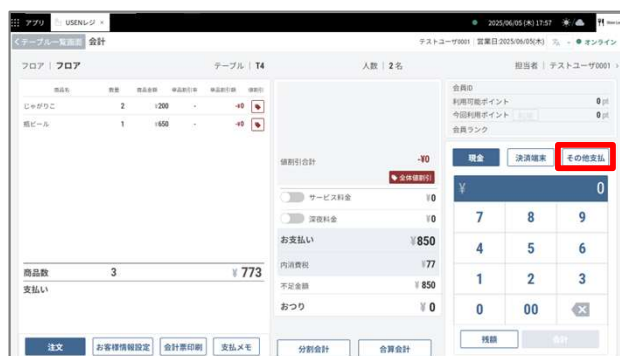 アプリ USENレジ × 2025/06/05 (木) 17:57
<テーブル一覧画面 会計 テストユーザ0001 営業日:2025/06/05(木) オンライン
フロア | フロア テーブル | T4 人数 | 2 名 担当者 | テストユーザ0001
商品名 数量 商品金額 単品割引率 単品割引額 値割引
じゃがりこ 2 ¥200 - -¥0
瓶ビール 1 ¥650 - -¥0
商品数 3 ¥ 773
支払い
注文 お客様情報設定 会計票印刷 支払メモ
値割引合計 -¥0
全体値割引
サービス料金 ¥0
深夜料金 ¥0
お支払い ¥850
内消費税 ¥77
不足金額 ¥ 850
おつり ¥ 0
分割会計 合算会計
会員ID
利用可能ポイント 0 pt
今回利用ポイント 利用 0 pt
会員ランク
現金 決済端末 その他支払
¥ 0
7 8 9
4 5 6
1 2 3
0 00
残額 会計